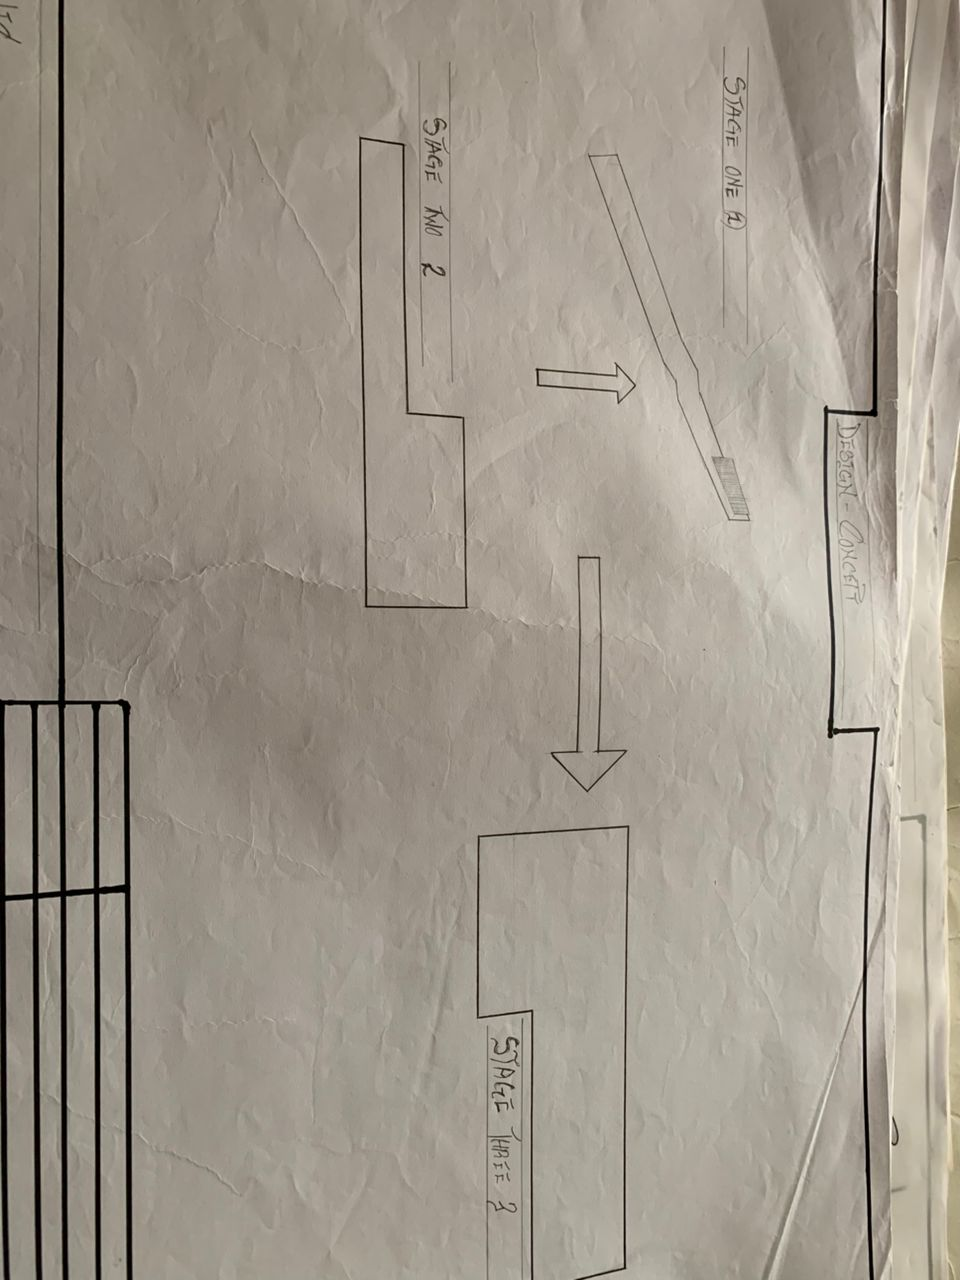 DESIGN - CONCEPT
STAGE ONE (1)
STAGE TWO 2
STAGE THREE 3